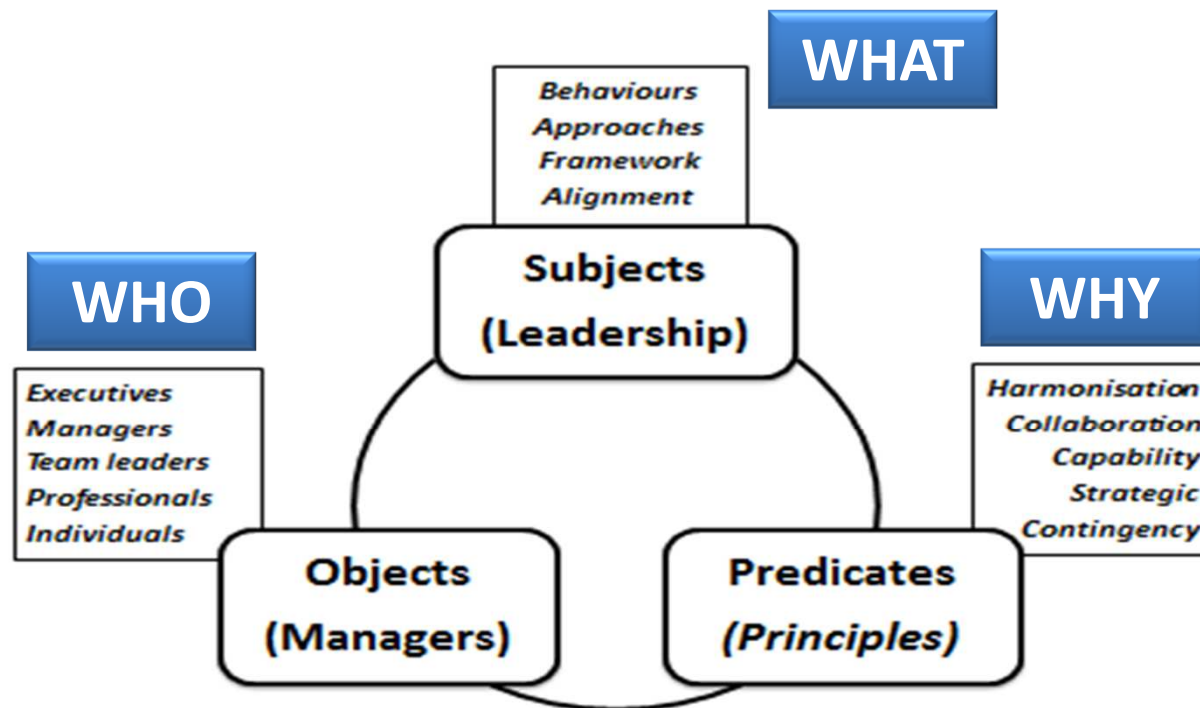 WHAT
Behaviours
Approaches
Framework
Alignment
Subjects
(Leadership)
WHO
Executives
Managers
Team leaders
Professionals
Individuals
WHY
Harmonisation
Collaboration
Capability
Strategic
Contingency
Objects
(Managers)
Predicates
(Principles)